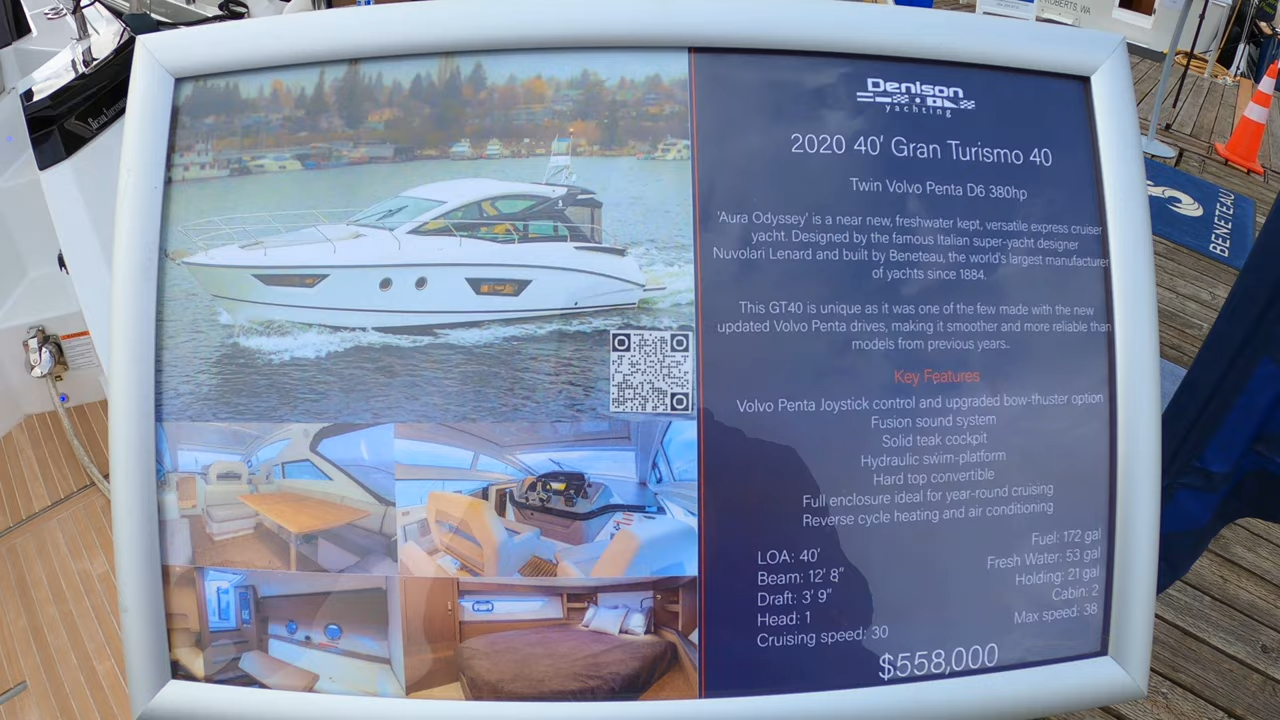 ROBERTS, WA
Denison
yachting
2020 40' Gran Turismo 40
Twin Volvo Penta D6 380hp
'Aura Odyssey' is a near new, freshwater kept, versatile express cruiser
yacht. Designed by the famous Italian super-yacht designer
Nuvolari Lenard and built by Beneteau, the world's largest manufacturer
of yachts since 1884.
This GT40 is unique as it was one of the few made with the new
updated Volvo Penta drives, making it smoother and more reliable than
models from previous years..
Key Features
Volvo Penta Joystick control and upgraded bow-thruster option
Fusion sound system
Solid teak cockpit
Hydraulic swim-platform
Hard top convertible
Full enclosure ideal for year-round cruising
Reverse cycle heating and air conditioning
LOA: 40'
Beam: 12' 8"
Draft: 3' 9"
Head: 1
Cruising speed: 30
Fuel: 172 gal
Fresh Water: 53 gal
Holding: 21 gal
Cabin: 2
Max speed: 38
$558,000
BENETEAU
Gran Turismo